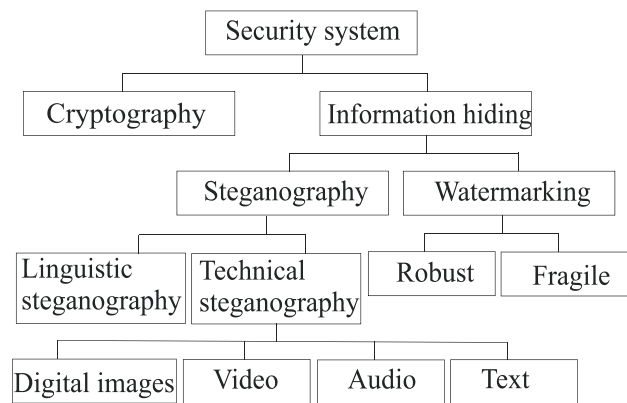 Security system
Cryptography
Information hiding
Steganography
Watermarking
Linguistic
steganography
Technical
steganography
Robust
Fragile
Digital images
Video
Audio
Text